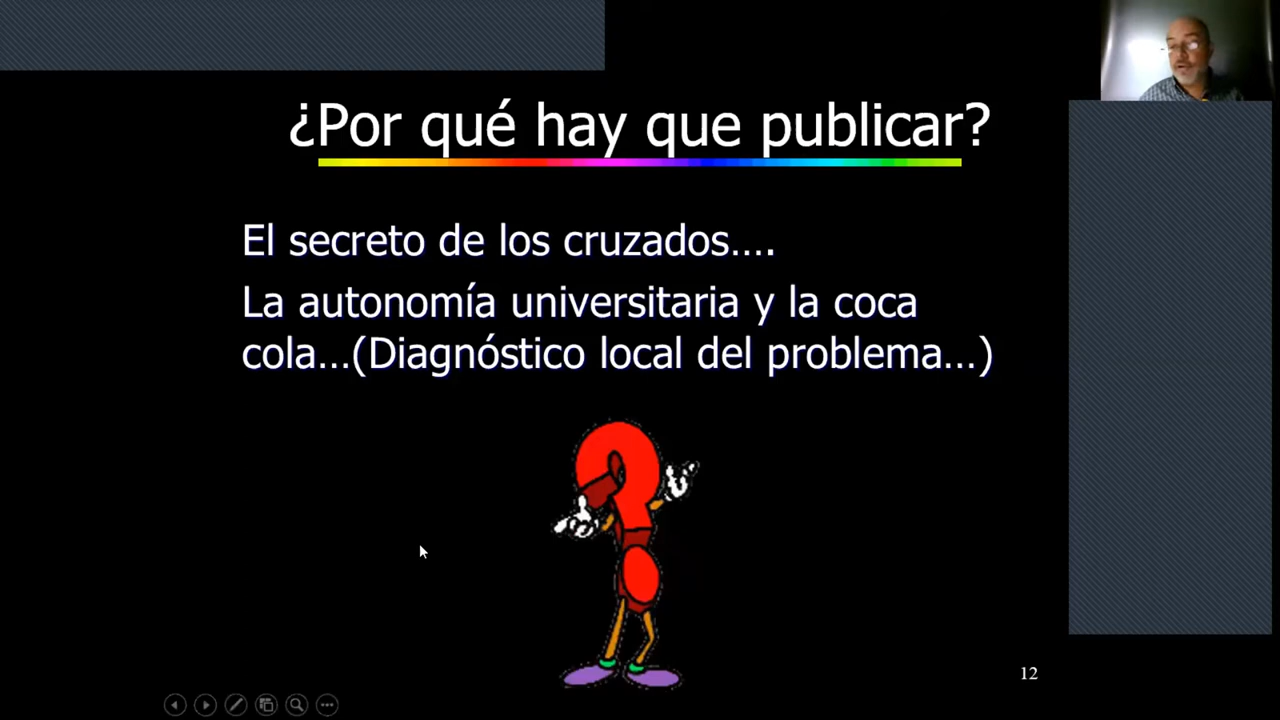 ¿Por qué hay que publicar?
El secreto de los cruzados….
La autonomía universitaria y la coca
cola…(Diagnóstico local del problema…)
12